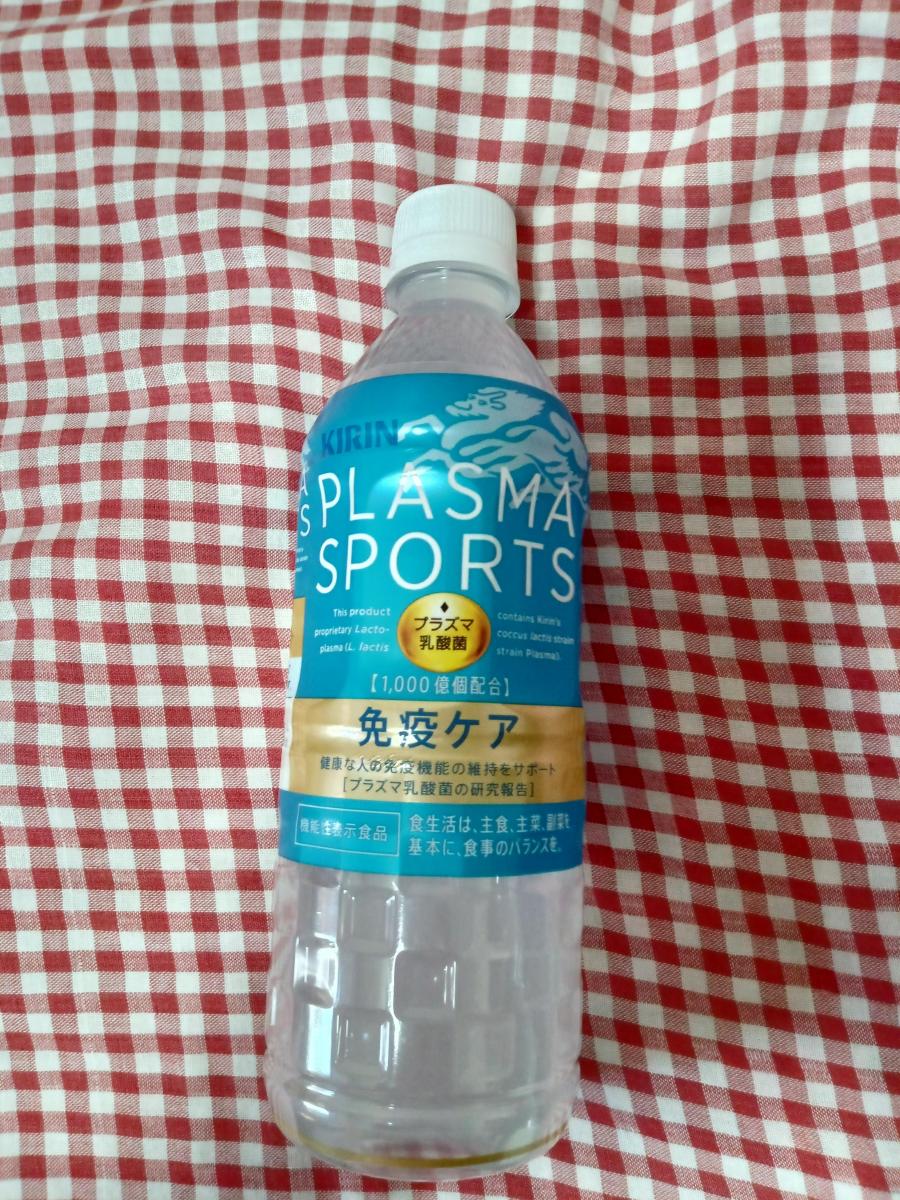 KIRIN
PLASMA
SPORTS
This product
proprietary Lacto-
plasma (L. lactis
プラズマ
乳酸菌
contains Kirin's
coccus lactis strain
strain Plasma).
【1,000億個配合】
免疫ケア
健康な人の免疫機能の維持をサポート
[プラズマ乳酸菌の研究報告]
機能性表示食品
食生活は、主食、主菜、副菜を
基本に、食事のバランスを。
A
S